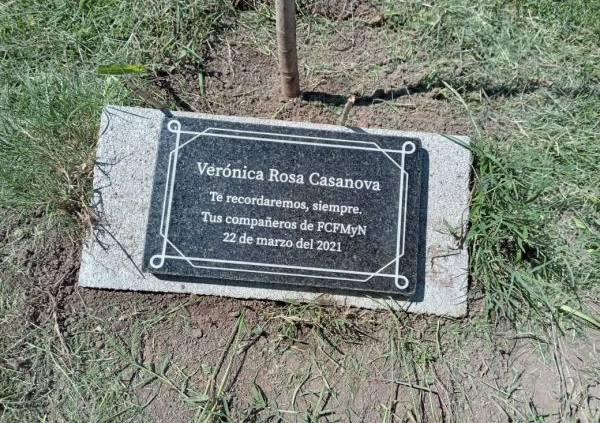 Verónica Rosa Casanova
Te recordaremos, siempre.
Tus compañeros de FCFMyN
22 de marzo del 2021